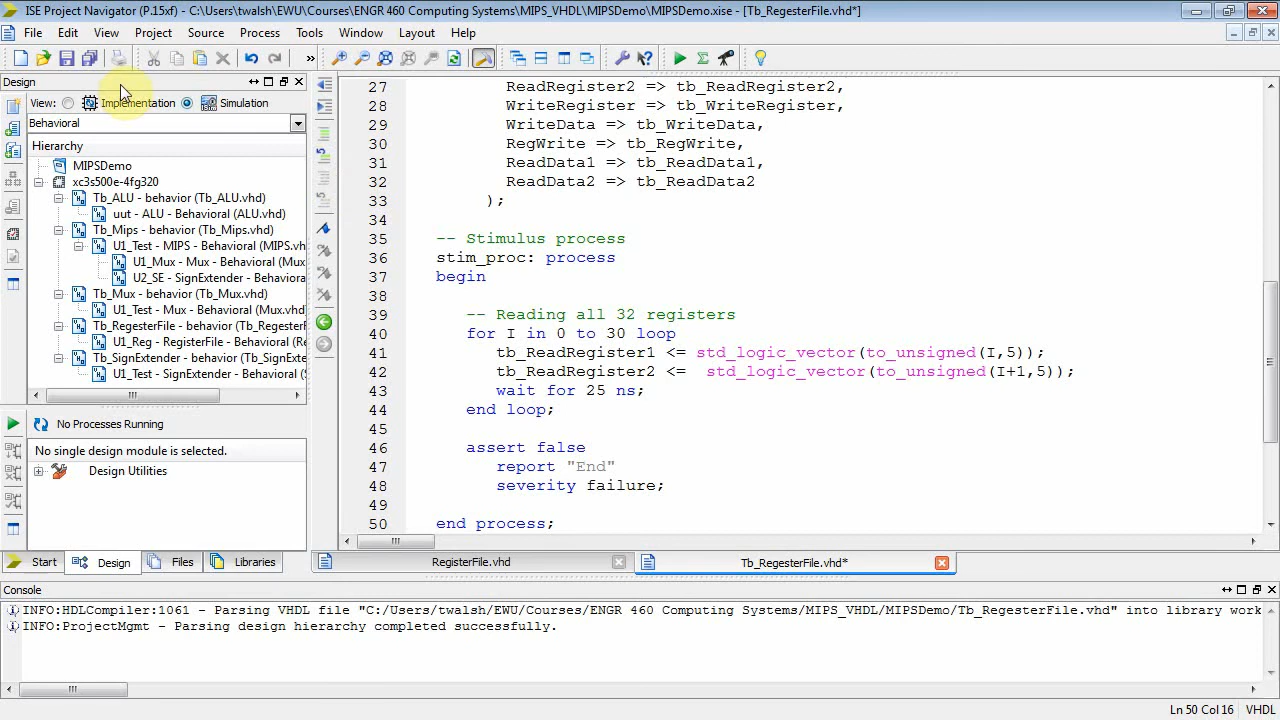 ISE Project Navigator (P.15xf) - C:\Users\twalsh\EWU\Courses\ENGR 460 Computing Systems\MIPS_VHDL\MIPSDemo\MIPSDemo.xise - [Tb_RegesterFile.vhd*]
File Edit View Project Source Process Tools Window Layout Help
Design
View: Implementation Simulation
Behavioral
Hierarchy
MIPSDemo
xc3s500e-4fg320
Tb_ALU - behavior (Tb_ALU.vhd)
uut - ALU - Behavioral (ALU.vhd)
Tb_Mips - behavior (Tb_Mips.vhd)
U1_Test - MIPS - Behavioral (MIPS.vh
U1_Mux - Mux - Behavioral (Mux
U2_SE - SignExtender - Behaviora
Tb_Mux - behavior (Tb_Mux.vhd)
U1_Test - Mux - Behavioral (Mux.vhd
Tb_RegesterFile - behavior (Tb_RegesterF
U1_Reg - RegisterFile - Behavioral (Re
Tb_SignExtender - behavior (Tb_SignExte
U1_Test - SignExtender - Behavioral (
No Processes Running
No single design module is selected.
Design Utilities
Start Design Files Libraries
27 ReadRegister2 => tb_ReadRegister2,
28 WriteRegister => tb_WriteRegister,
29 WriteData => tb_WriteData,
30 RegWrite => tb_RegWrite,
31 ReadData1 => tb_ReadData1,
32 ReadData2 => tb_ReadData2
33 );
34
35 -- Stimulus process
36 stim_proc: process
37 begin
38
39 -- Reading all 32 registers
40 for I in 0 to 30 loop
41 tb_ReadRegister1 <= std_logic_vector(to_unsigned(I,5));
42 tb_ReadRegister2 <= std_logic_vector(to_unsigned(I+1,5));
43 wait for 25 ns;
44 end loop;
45
46 assert false
47 report "End"
48 severity failure;
49
50 end process;
RegisterFile.vhd Tb_RegesterFile.vhd*
Console
INFO:HDLCompiler:1061 - Parsing VHDL file "C:/Users/twalsh/EWU/Courses/ENGR 460 Computing Systems/MIPS_VHDL/MIPSDemo/Tb_RegesterFile.vhd" into library work
INFO:ProjectMgmt - Parsing design hierarchy completed successfully.
Ln 50 Col 16 VHDL